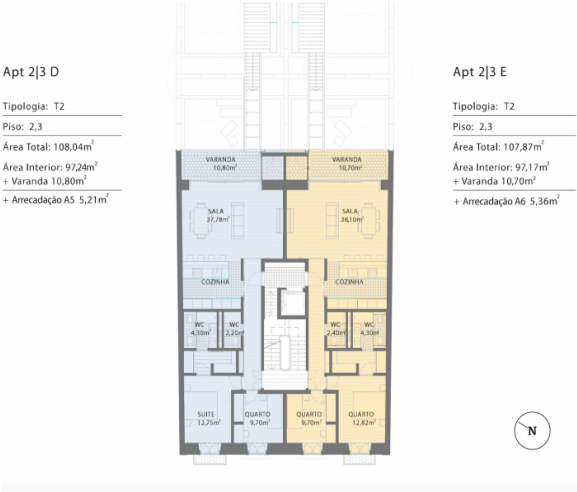 Apt 2|3 D
Tipologia: T2
Piso: 2,3
Área Total: 108,04m²
Área Interior: 97,24m²
+ Varanda 10,80m²
+ Arrecadação A5 5,21m²
Apt 2|3 E
Tipologia: T2
Piso: 2,3
Área Total: 107,87m²
Área Interior: 97,17m²
+ Varanda 10,70m²
+ Arrecadação A6 5,36m²
VARANDA
10,80m²
VARANDA
10,70m²
SALA
37,78m²
SALA
38,10m²
COZINHA
COZINHA
WC
4,30m²
WC
2,20m²
WC
2,40m²
WC
4,30m²
SUITE
12,75m²
QUARTO
9,70m²
QUARTO
9,70m²
QUARTO
12,82m²
N